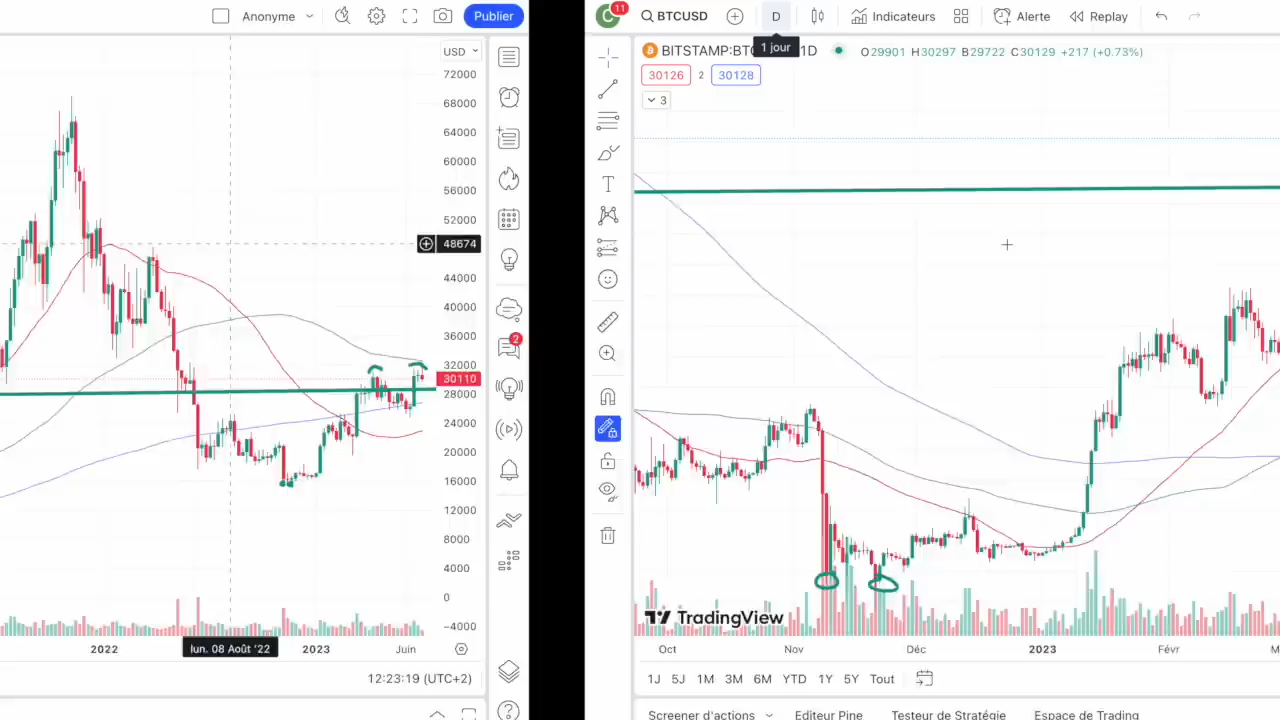 Anonyme
Publier
USD
72000
68000
64000
60000
56000
52000
48674
44000
40000
36000
32000
30110
28000
24000
20000
16000
12000
8000
4000
0
−4000
2022
lun. 08 Août '22
2023
Juin
12:23:19 (UTC+2)
2
C
11
BTCUSD
D
Indicateurs
Alerte
Replay
1 jour
BITSTAMP:BTC
1D
O29901 H30297 B29722 C30129 +217 (+0.73%)
30126
2
30128
3
TradingView
Oct
Nov
Déc
2023
Févr
M
1J
5J
1M
3M
6M
YTD
1Y
5Y
Tout
Screener d'actions
Editeur Pine
Testeur de Stratégie
Espace de Trading